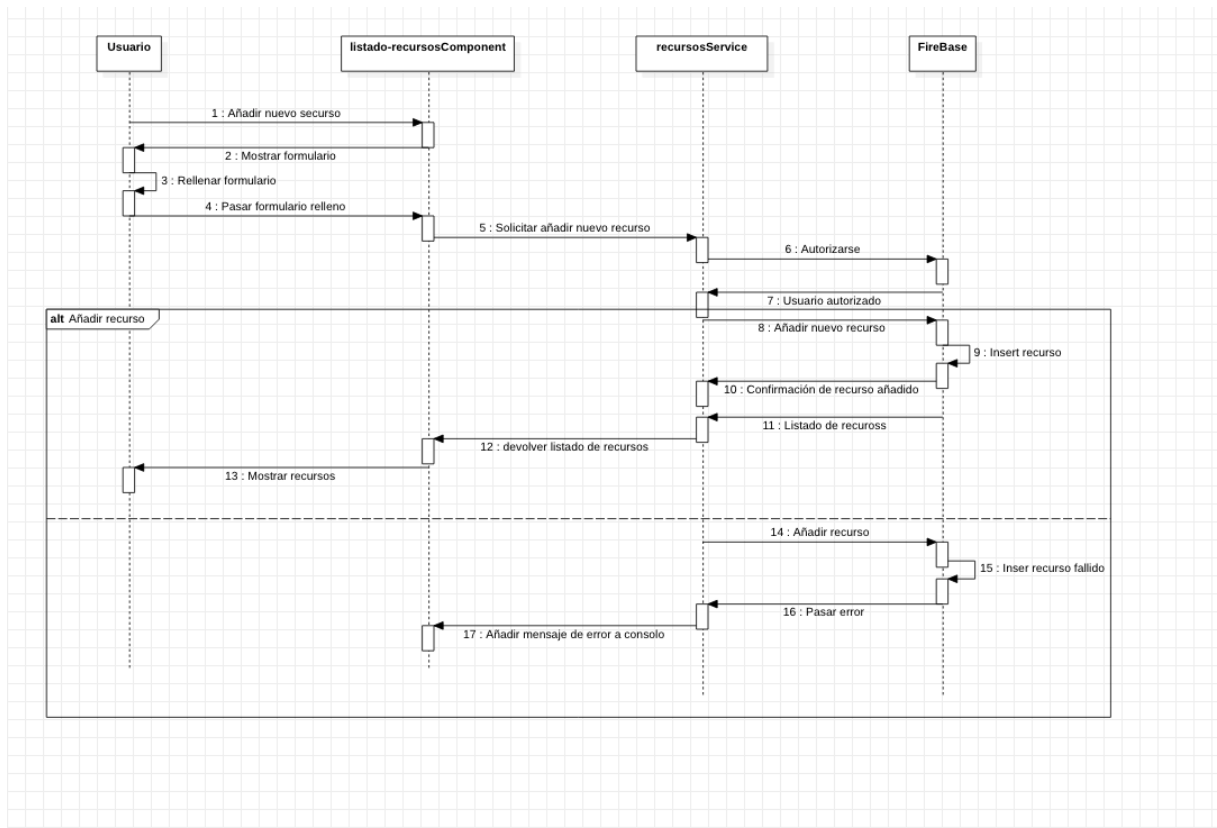 Usuario
listado-recursosComponent
recursosService
FireBase
1 : Añadir nuevo securso
2 : Mostrar formulario
3 : Rellenar formulario
4 : Pasar formulario relleno
5 : Solicitar añadir nuevo recurso
6 : Autorizarse
7 : Usuario autorizado
alt Añadir recurso
8 : Añadir nuevo recurso
9 : Insert recurso
10 : Confirmación de recurso añadido
11 : Listado de recuross
12 : devolver listado de recursos
13 : Mostrar recursos
14 : Añadir recurso
15 : Inser recurso fallido
16 : Pasar error
17 : Añadir mensaje de error a consolo